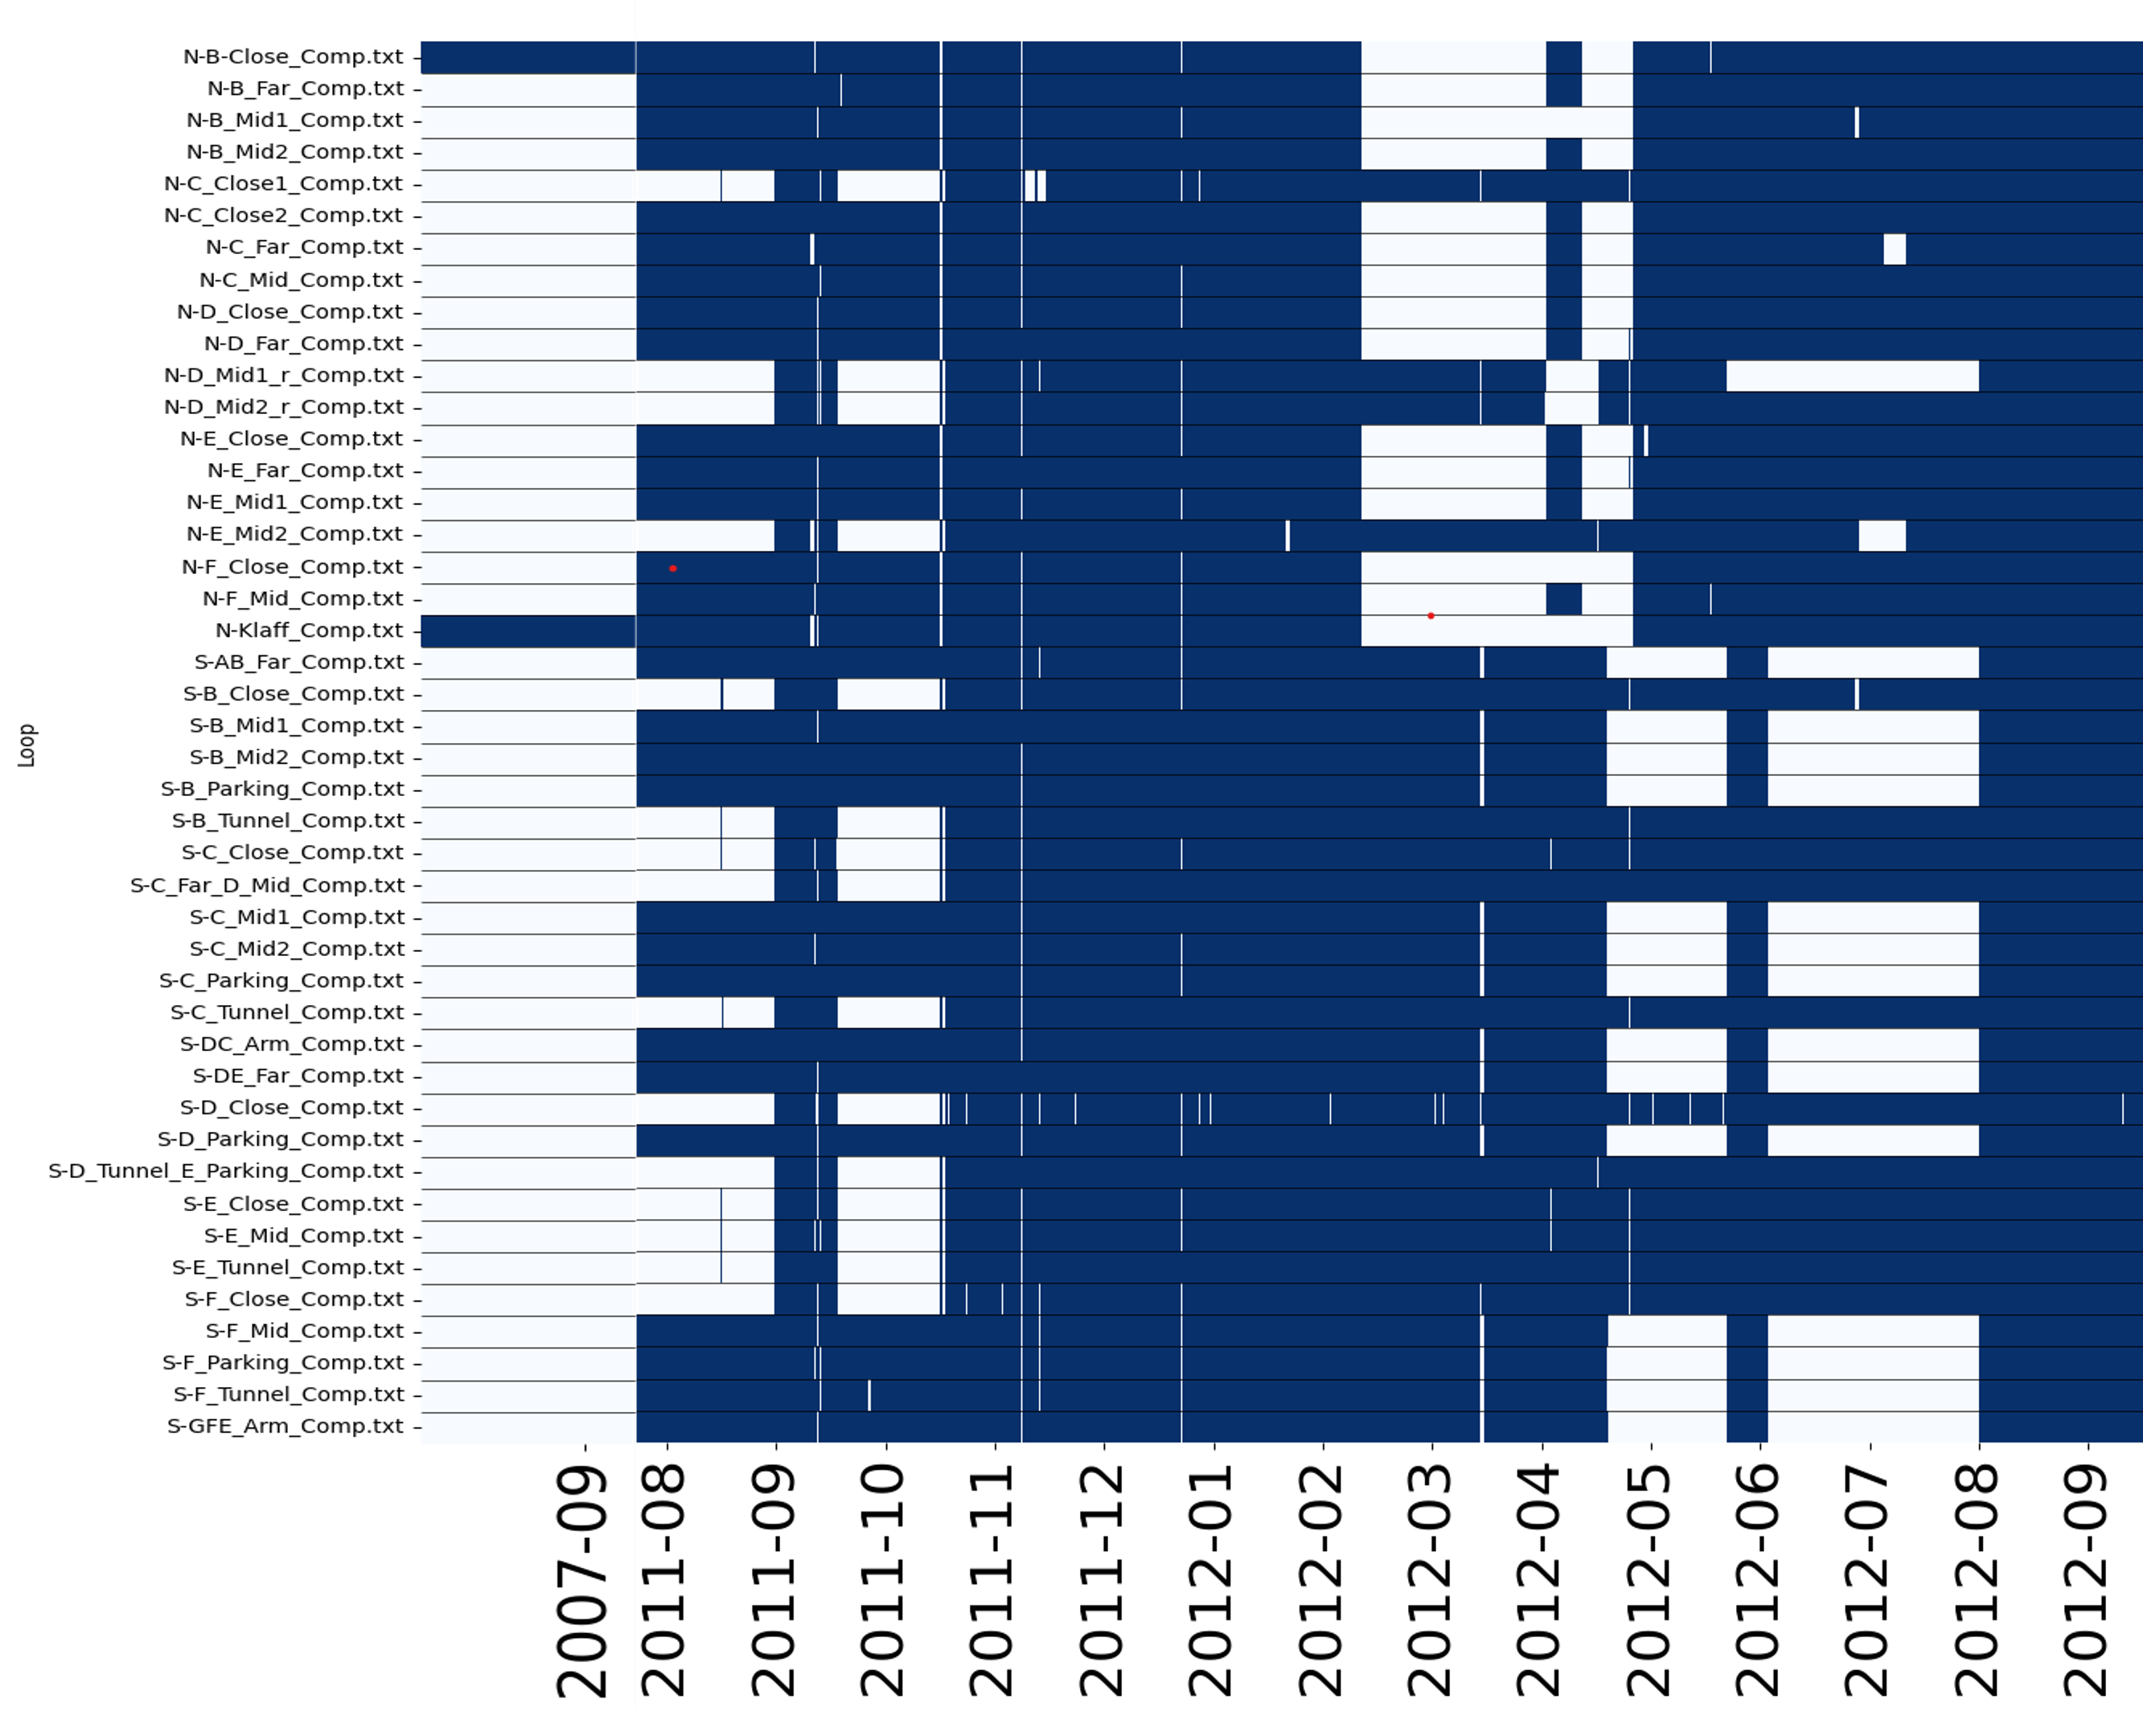 N-B-Close_Comp.txt
N-B_Far_Comp.txt
N-B_Mid1_Comp.txt
N-B_Mid2_Comp.txt
N-C_Close1_Comp.txt
N-C_Close2_Comp.txt
N-C_Far_Comp.txt
N-C_Mid_Comp.txt
N-D_Close_Comp.txt
N-D_Far_Comp.txt
N-D_Mid1_r_Comp.txt
N-D_Mid2_r_Comp.txt
N-E_Close_Comp.txt
N-E_Far_Comp.txt
N-E_Mid1_Comp.txt
N-E_Mid2_Comp.txt
N-F_Close_Comp.txt
N-F_Mid_Comp.txt
N-Klaff_Comp.txt
S-AB_Far_Comp.txt
S-B_Close_Comp.txt
S-B_Mid1_Comp.txt
S-B_Mid2_Comp.txt
S-B_Parking_Comp.txt
S-B_Tunnel_Comp.txt
S-C_Close_Comp.txt
S-C_Far_D_Mid_Comp.txt
S-C_Mid1_Comp.txt
S-C_Mid2_Comp.txt
S-C_Parking_Comp.txt
S-C_Tunnel_Comp.txt
S-DC_Arm_Comp.txt
S-DE_Far_Comp.txt
S-D_Close_Comp.txt
S-D_Parking_Comp.txt
S-D_Tunnel_E_Parking_Comp.txt
S-E_Close_Comp.txt
S-E_Mid_Comp.txt
S-E_Tunnel_Comp.txt
S-F_Close_Comp.txt
S-F_Mid_Comp.txt
S-F_Parking_Comp.txt
S-F_Tunnel_Comp.txt
S-GFE_Arm_Comp.txt
Loop
2007-09
2011-08
2011-09
2011-10
2011-11
2011-12
2012-01
2012-02
2012-03
2012-04
2012-05
2012-06
2012-07
2012-08
2012-09